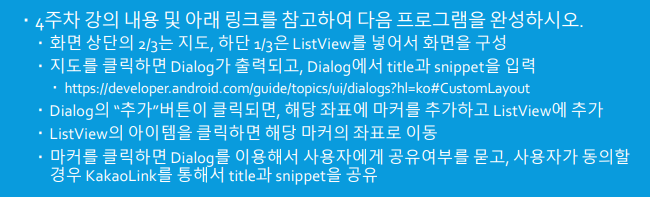 • 4주차 강의 내용 및 아래 링크를 참고하여 다음 프로그램을 완성하시오.
• 화면 상단의 2/3는 지도, 하단 1/3은 ListView를 넣어서 화면을 구성
• 지도를 클릭하면 Dialog가 출력되고, Dialog에서 title과 snippet을 입력
• https://developer.android.com/guide/topics/ui/dialogs?hl=ko#CustomLayout
• Dialog의 “추가”버튼이 클릭되면, 해당 좌표에 마커를 추가하고 ListView에 추가
• ListView의 아이템을 클릭하면 해당 마커의 좌표로 이동
• 마커를 클릭하면 Dialog를 이용해서 사용자에게 공유여부를 묻고, 사용자가 동의할
경우 KakaoLink를 통해서 title과 snippet을 공유